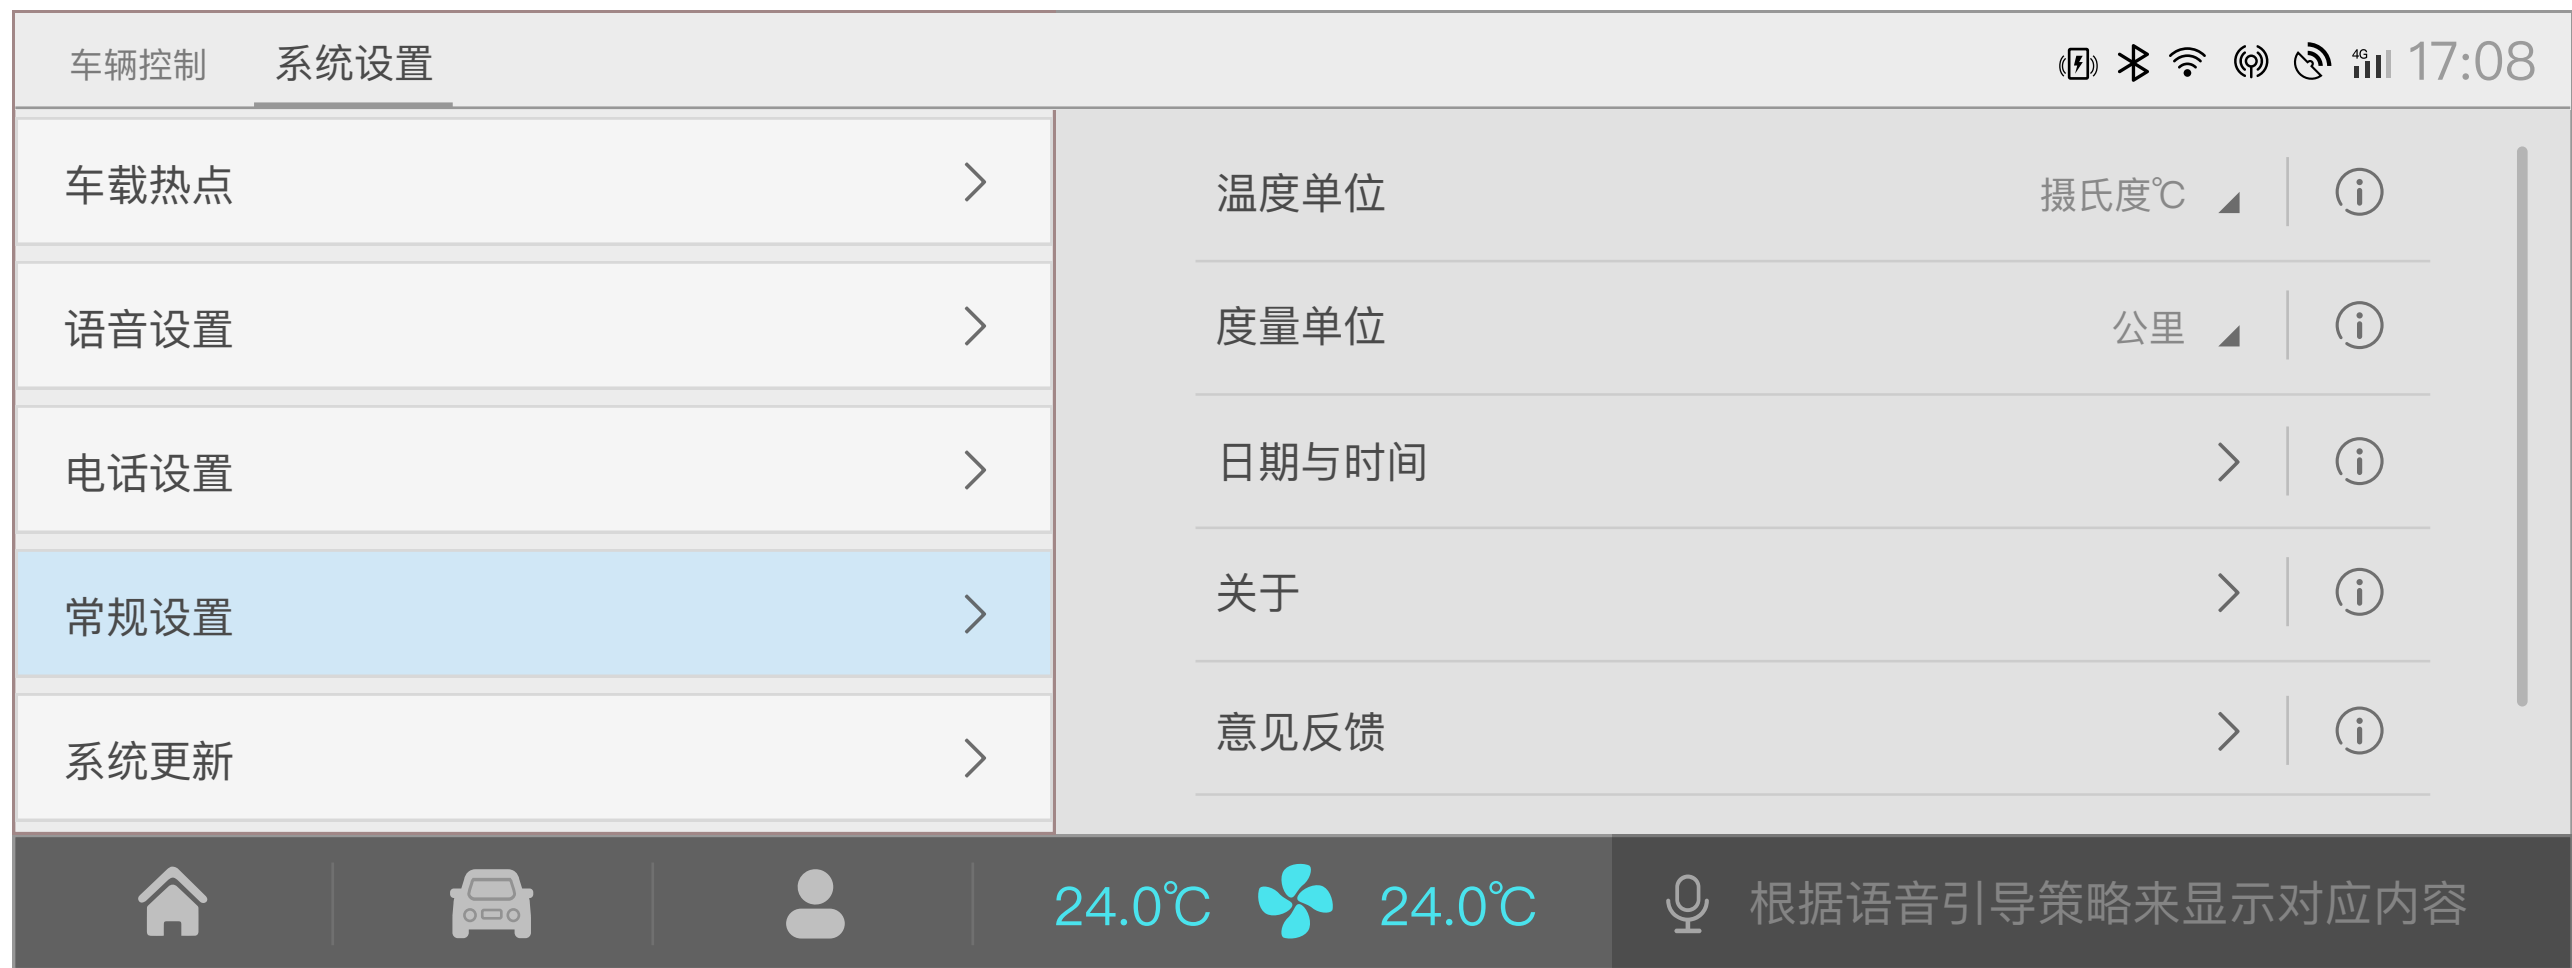 车辆控制 系统设置 4G 17:08
车载热点
语音设置
电话设置
常规设置
系统更新
温度单位 摄氏度℃
度量单位 公里
日期与时间
关于
意见反馈
24.0℃ 24.0℃ 根据语音引导策略来显示对应内容